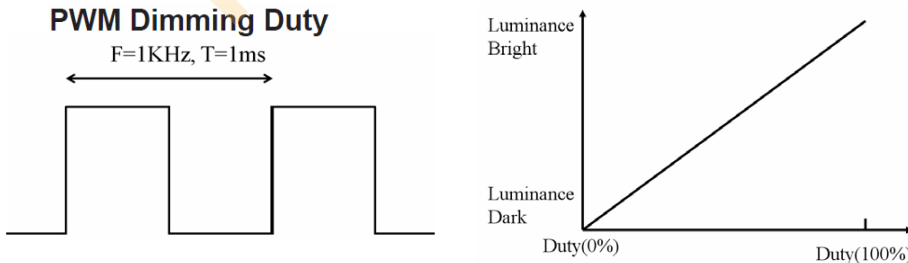 PWM Dimming Duty
F=1KHz, T=1ms
Luminance
Bright
Luminance
Dark
Duty(0%)
Duty(100%)